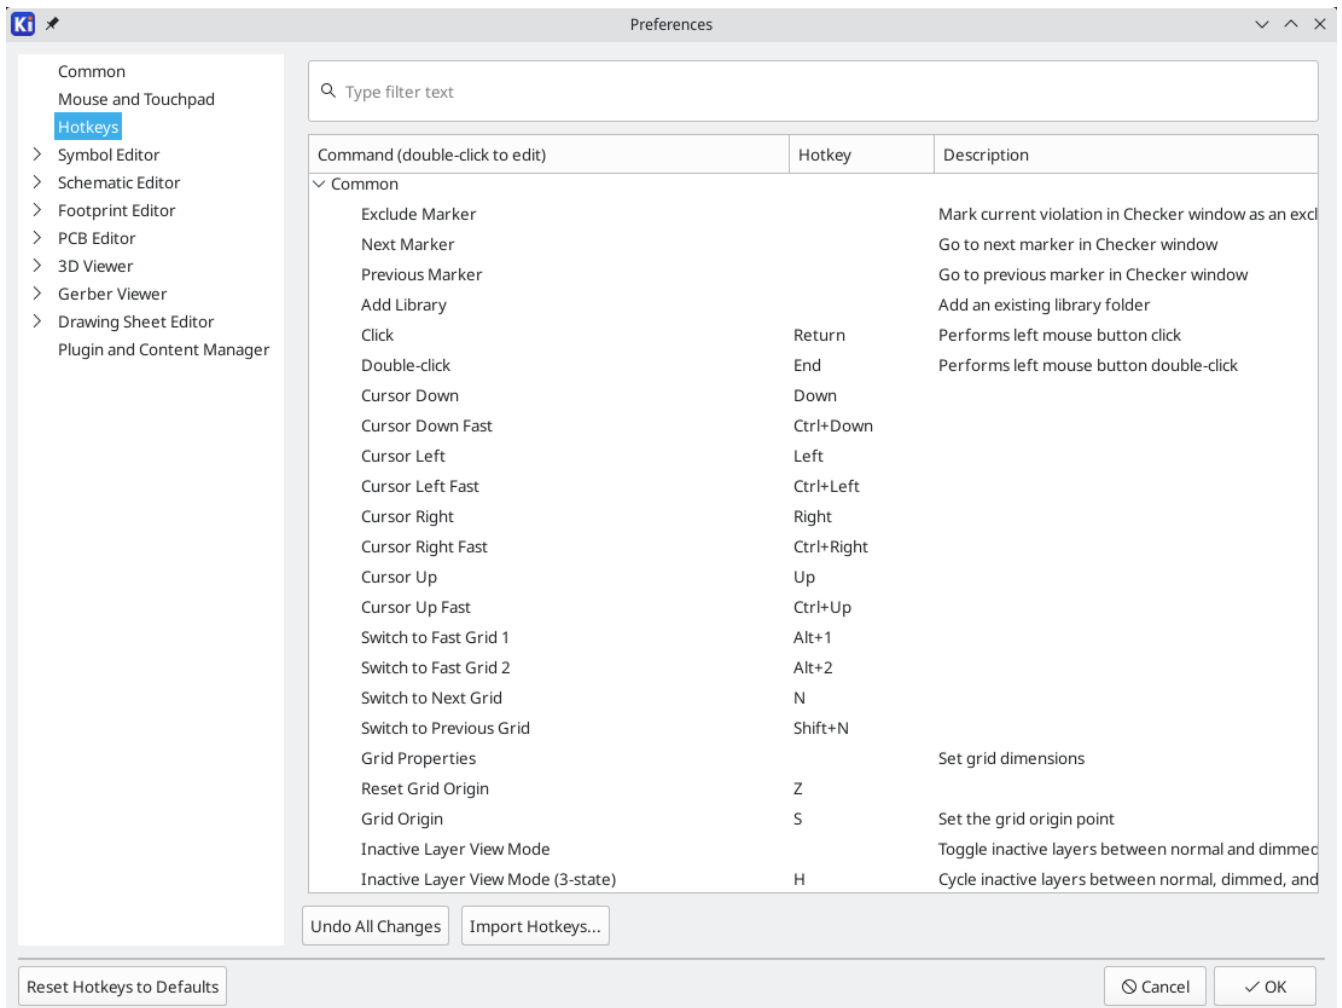 Ki Preferences
Common
Mouse and Touchpad
Hotkeys
Symbol Editor
Schematic Editor
Footprint Editor
PCB Editor
3D Viewer
Gerber Viewer
Drawing Sheet Editor
Plugin and Content Manager
Type filter text
Command (double-click to edit) Hotkey Description
Common
Exclude Marker Mark current violation in Checker window as an excl
Next Marker Go to next marker in Checker window
Previous Marker Go to previous marker in Checker window
Add Library Add an existing library folder
Click Return Performs left mouse button click
Double-click End Performs left mouse button double-click
Cursor Down Down
Cursor Down Fast Ctrl+Down
Cursor Left Left
Cursor Left Fast Ctrl+Left
Cursor Right Right
Cursor Right Fast Ctrl+Right
Cursor Up Up
Cursor Up Fast Ctrl+Up
Switch to Fast Grid 1 Alt+1
Switch to Fast Grid 2 Alt+2
Switch to Next Grid N
Switch to Previous Grid Shift+N
Grid Properties Set grid dimensions
Reset Grid Origin Z
Grid Origin S Set the grid origin point
Inactive Layer View Mode Toggle inactive layers between normal and dimmed
Inactive Layer View Mode (3-state) H Cycle inactive layers between normal, dimmed, and
Undo All Changes Import Hotkeys...
Reset Hotkeys to Defaults Cancel OK